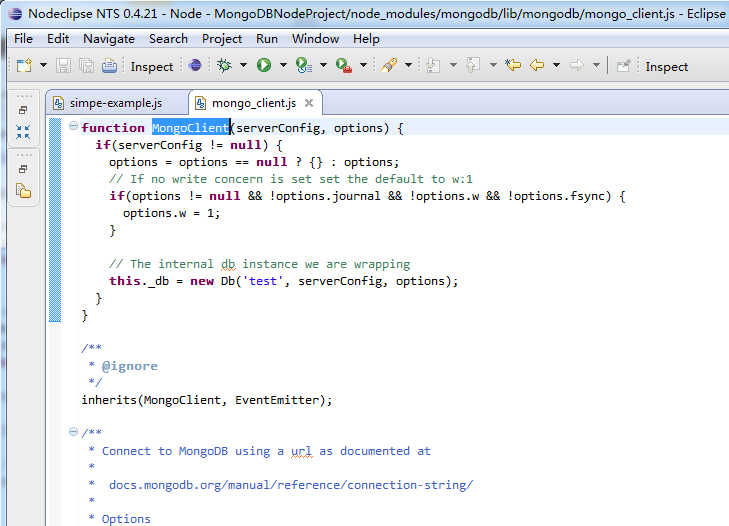 Nodeclipse NTS 0.4.21 - Node - MongoDBNodeProject/node_modules/mongodb/lib/mongodb/mongo_client.js - Eclipse
File Edit Source Navigate Search Project Run Window Help
Inspect Inspect
simpe-example.js mongo_client.js
function MongoClient(serverConfig, options) {
if(serverConfig != null) {
options = options == null ? {} : options;
// If no write concern is set set the default to w:1
if(options != null && !options.journal && !options.w && !options.fsync) {
options.w = 1;
}
// The internal db instance we are wrapping
this._db = new Db('test', serverConfig, options);
}
}
/**
* @ignore
*/
inherits(MongoClient, EventEmitter);
/**
* Connect to MongoDB using a url as documented at
*
* docs.mongodb.org/manual/reference/connection-string/
*
* Options